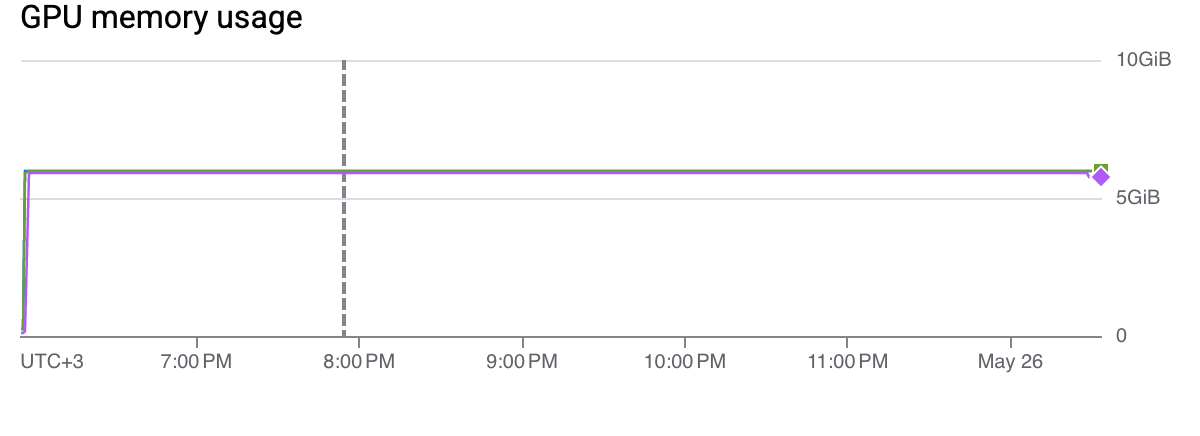 GPU memory usage
10GiB
5GiB
0
UTC+3 7:00 PM 8:00 PM 9:00 PM 10:00 PM 11:00 PM May 26